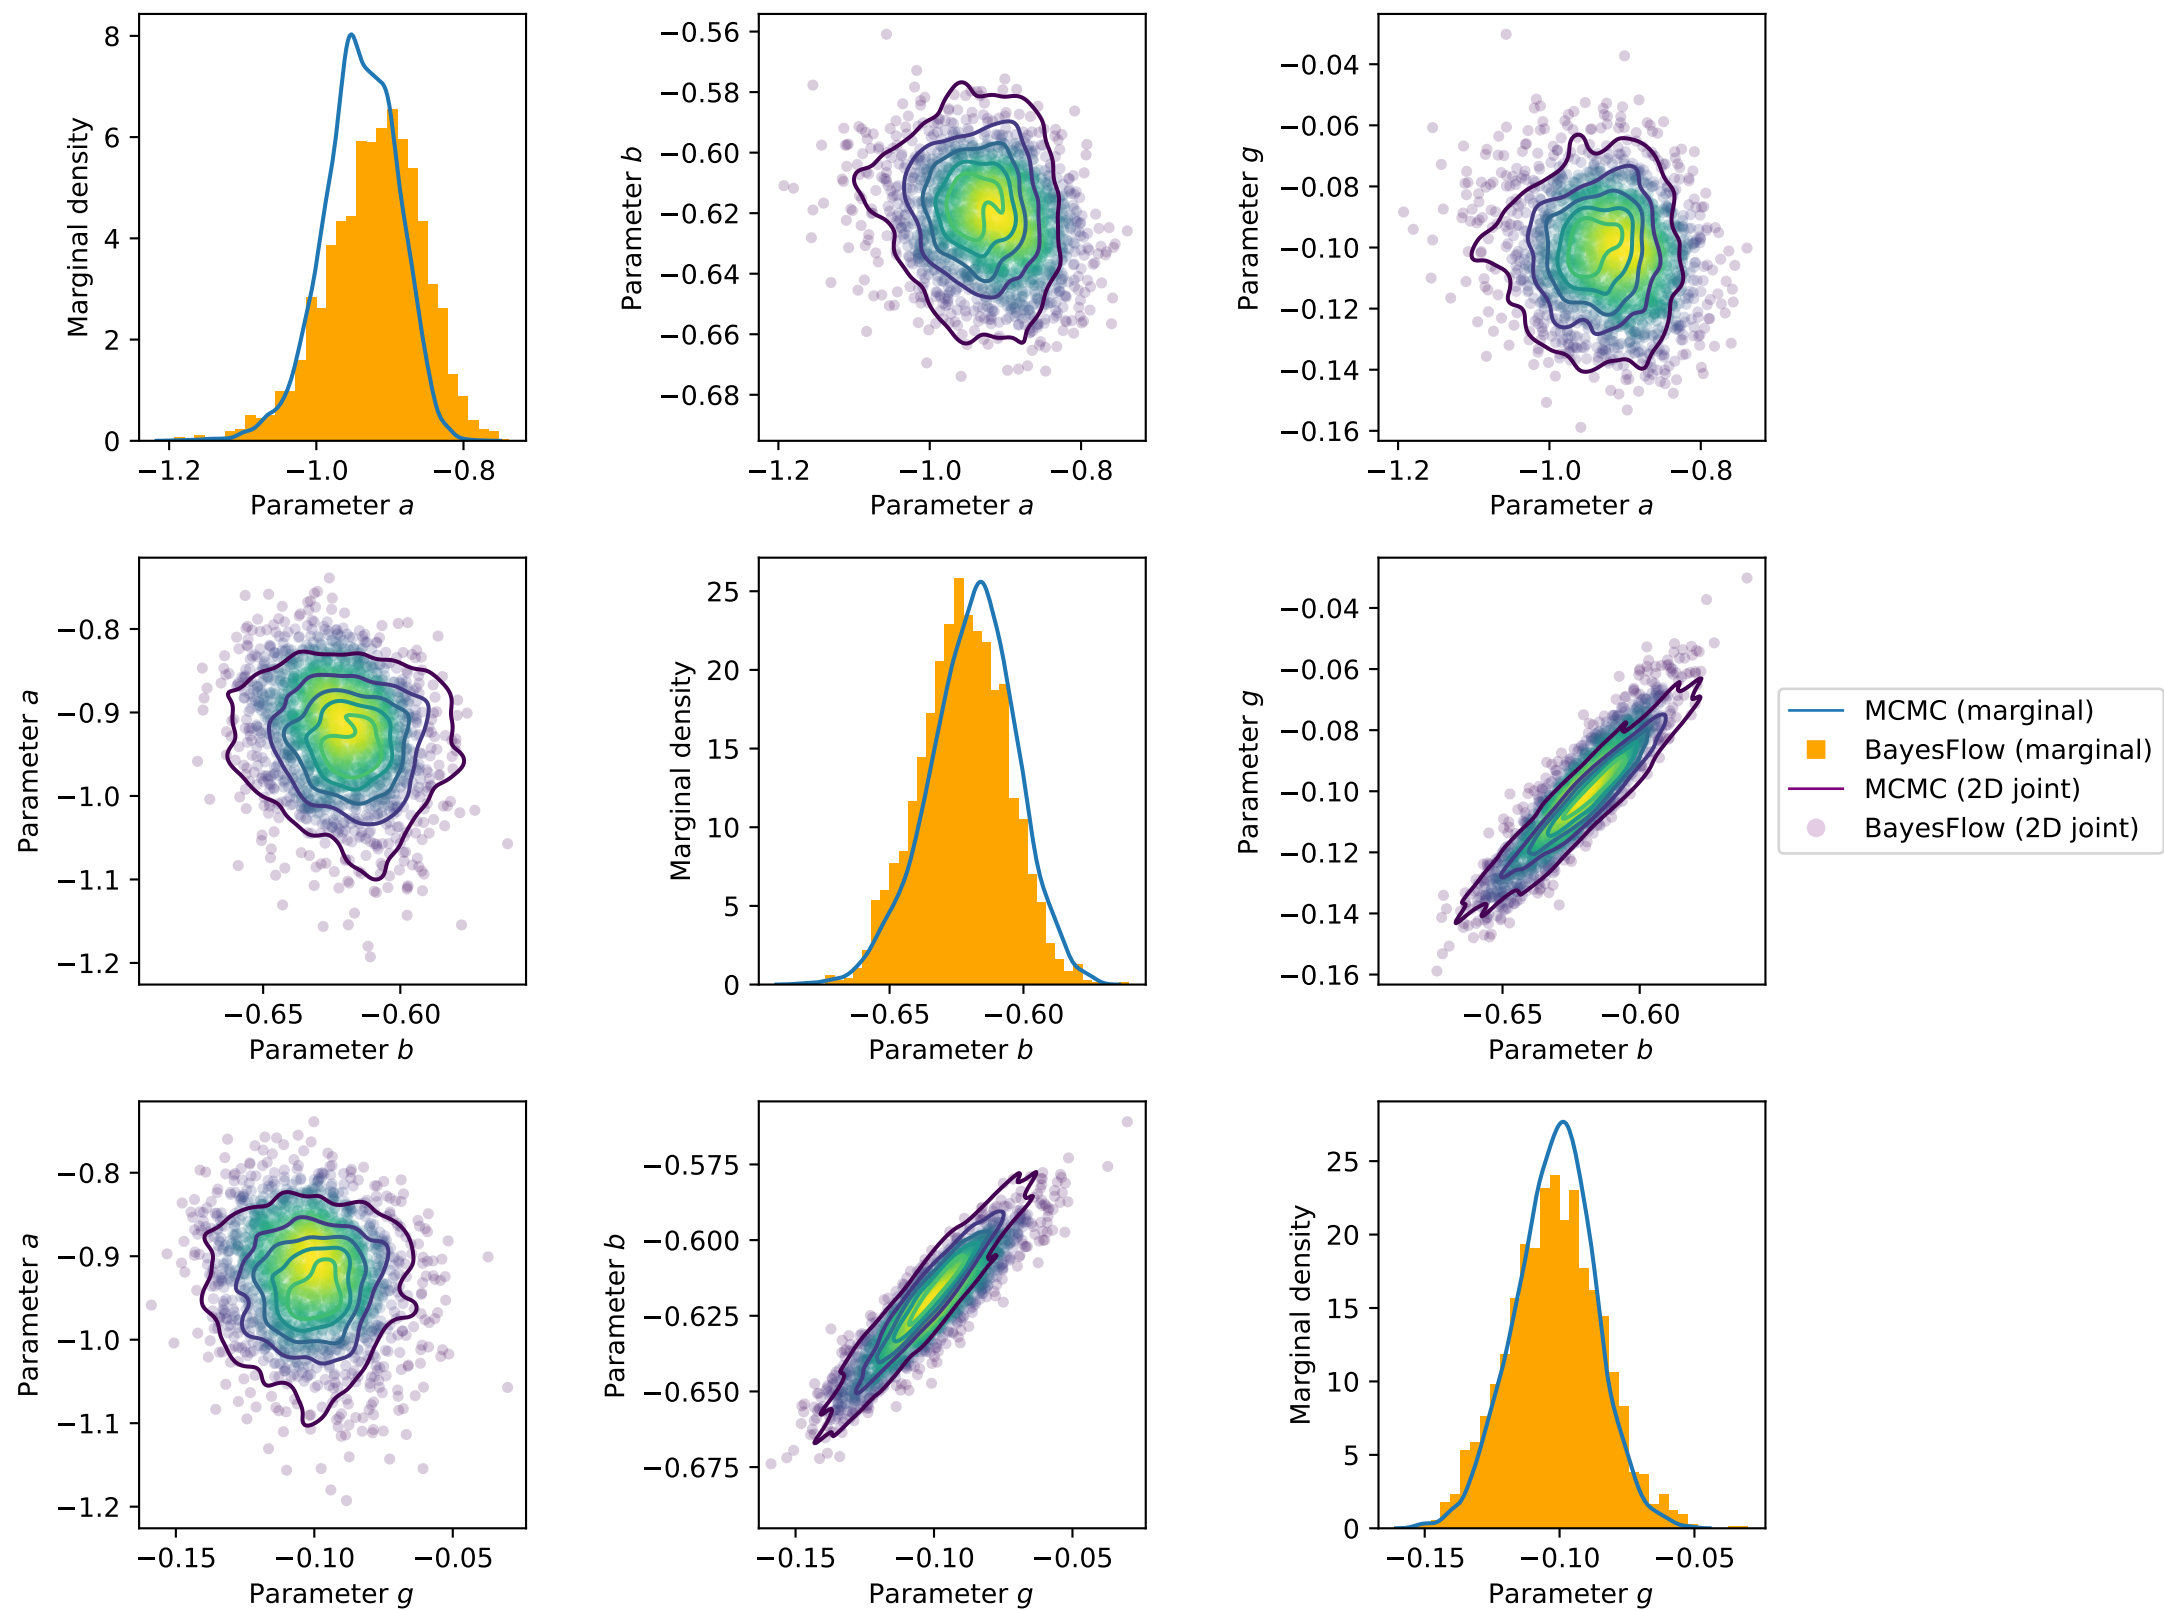 8
6
4
2
0
Marginal density
−1.2 −1.0 −0.8
Parameter a
−0.56
−0.58
−0.60
−0.62
−0.64
−0.66
−0.68
Parameter b
−1.2 −1.0 −0.8
Parameter a
−0.04
−0.06
−0.08
−0.10
−0.12
−0.14
−0.16
Parameter g
−1.2 −1.0 −0.8
Parameter a
−0.8
−0.9
−1.0
−1.1
−1.2
Parameter a
−0.65 −0.60
Parameter b
25
20
15
10
5
0
Marginal density
−0.65 −0.60
Parameter b
−0.04
−0.06
−0.08
−0.10
−0.12
−0.14
−0.16
Parameter g
−0.65 −0.60
Parameter b
MCMC (marginal)
BayesFlow (marginal)
MCMC (2D joint)
BayesFlow (2D joint)
−0.8
−0.9
−1.0
−1.1
−1.2
Parameter a
−0.15 −0.10 −0.05
Parameter g
−0.575
−0.600
−0.625
−0.650
−0.675
Parameter b
−0.15 −0.10 −0.05
Parameter g
25
20
15
10
5
0
Marginal density
−0.15 −0.10 −0.05
Parameter g